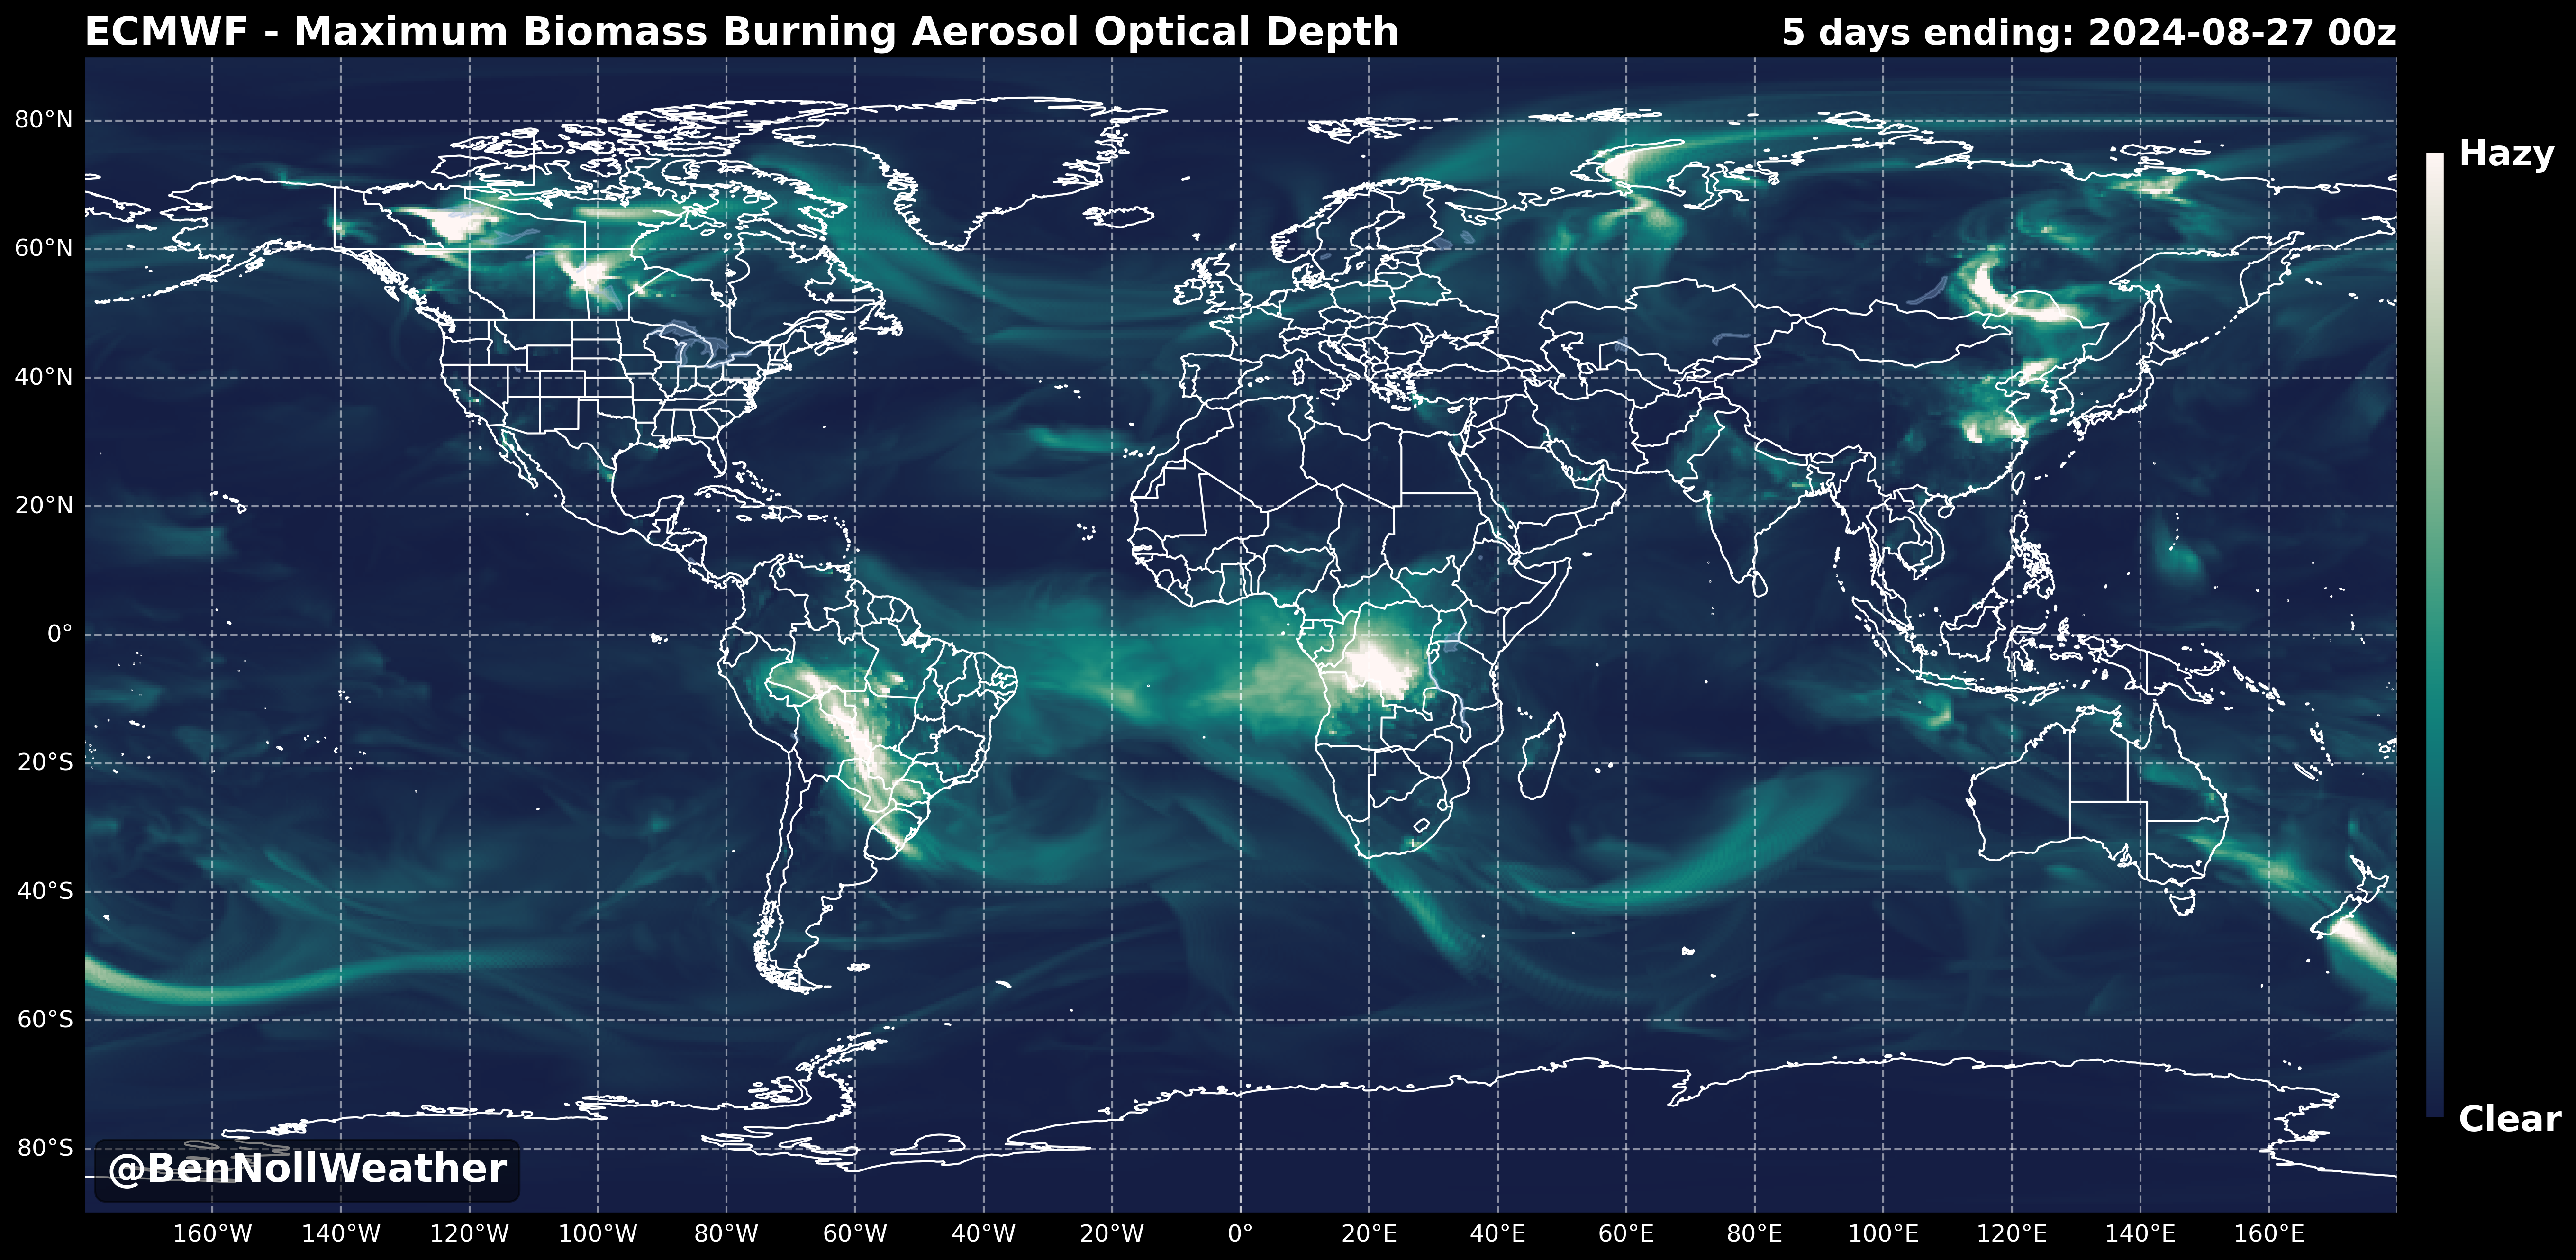 ECMWF - Maximum Biomass Burning Aerosol Optical Depth
5 days ending: 2024-08-27 00z
Hazy
80°N
60°N
40°N
20°N
0°
20°S
40°S
60°S
80°S
Clear
@BenNollWeather
160°W 140°W 120°W 100°W 80°W 60°W 40°W 20°W 0° 20°E 40°E 60°E 80°E 100°E 120°E 140°E 160°E